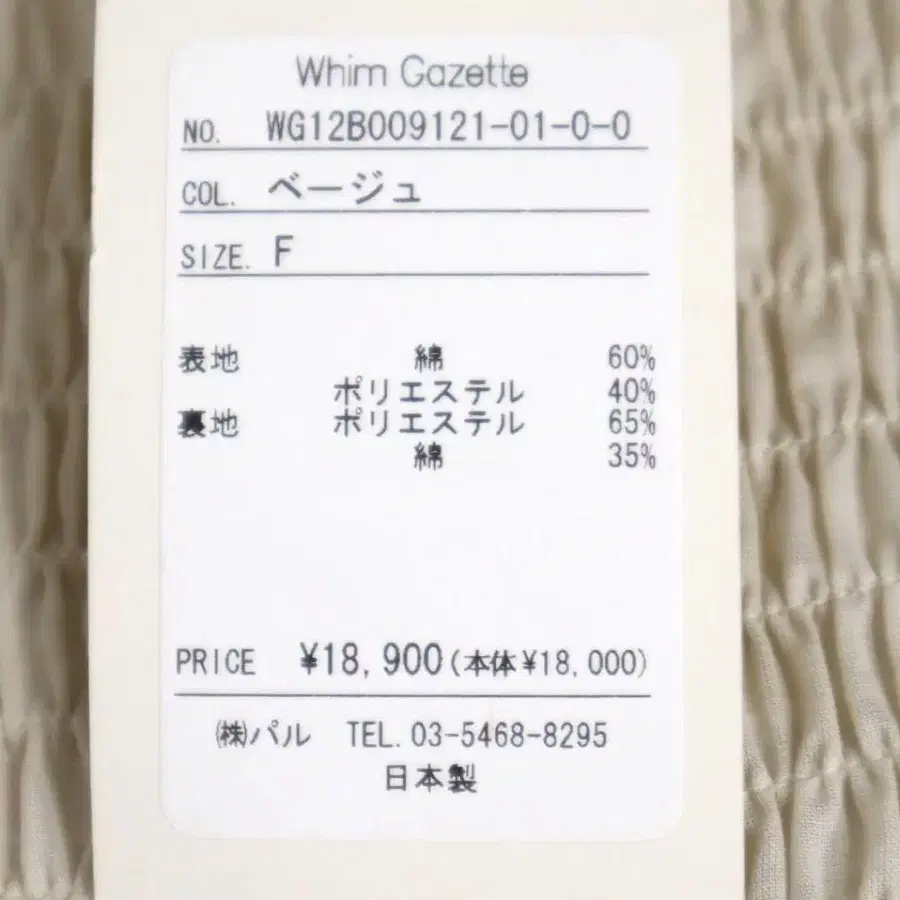 Whim Gazette
NO. WG12B009121-01-0-0
COL. ベージュ
SIZE. F
表地 綿 60%
ポリエステル 40%
裏地 ポリエステル 65%
綿 35%
PRICE ¥18,900(本体¥18,000)
㈱パル TEL.03-5468-8295
日本製